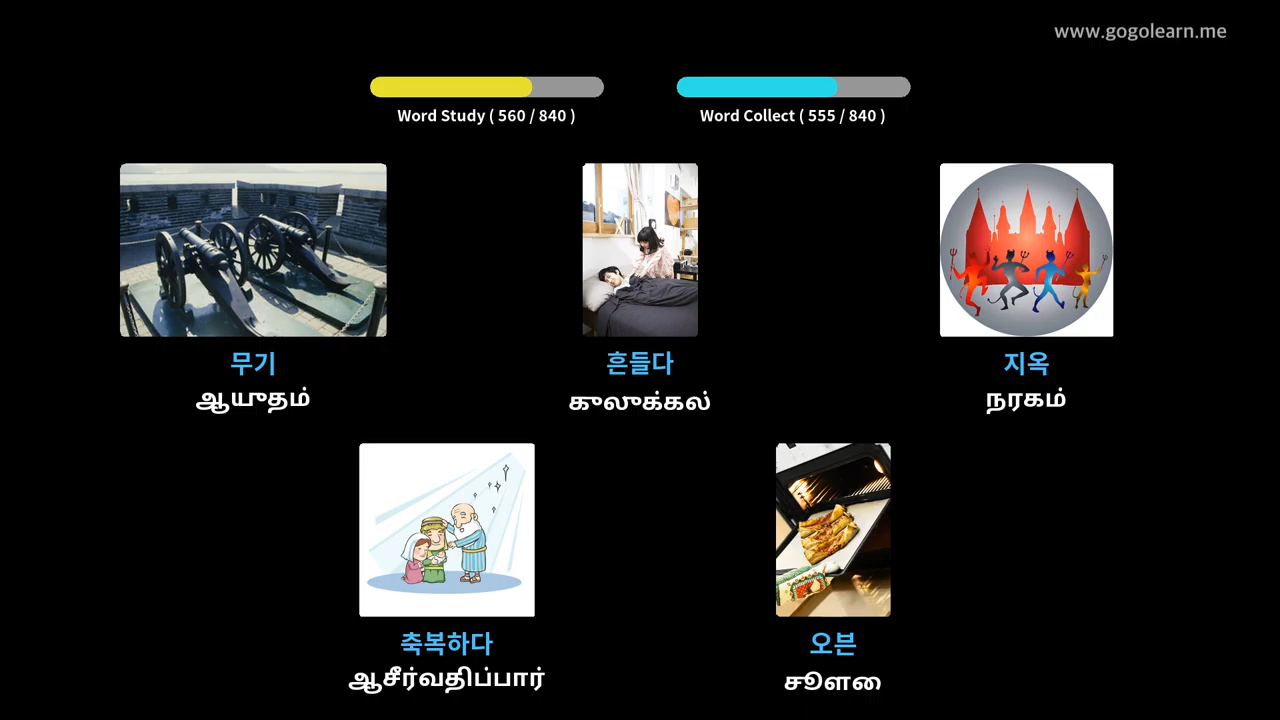 www.gogolearn.me
Word Study ( 560 / 840 )
Word Collect ( 555 / 840 )
무기
ஆயுதம்
흔들다
குலுக்கல்
지옥
நரகம்
축복하다
ஆசீர்வதிப்பார்
오븐
சூளை